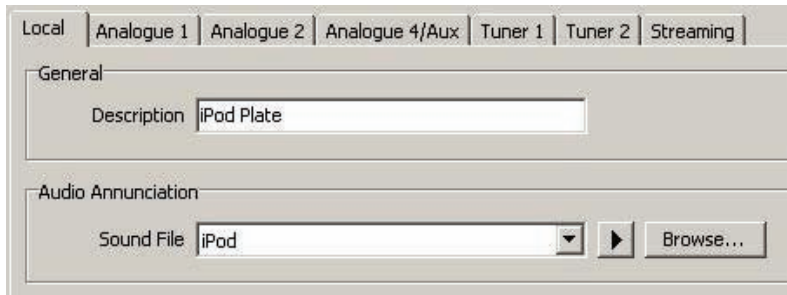 Local Analogue 1 Analogue 2 Analogue 4/Aux Tuner 1 Tuner 2 Streaming
General
Description iPod Plate
Audio Annunciation
Sound File iPod Browse...